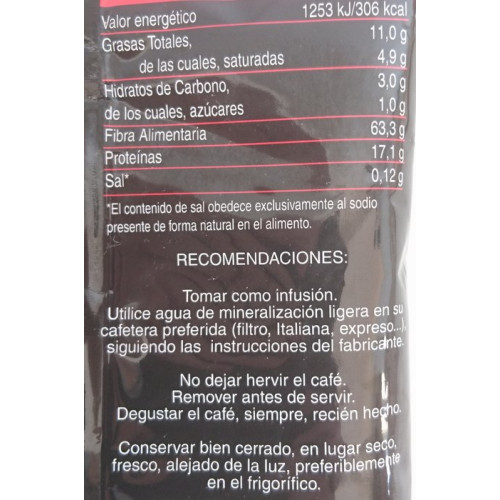 Valor energético 1253 kJ/306 kcal
Grasas Totales, 11,0 g
de las cuales, saturadas 4,9 g
Hidratos de Carbono, 3,0 g
de los cuales, azúcares 1,0 g
Fibra Alimentaria 63,3 g
Proteínas 17,1 g
Sal* 0,12 g
*El contenido de sal obedece exclusivamente al sodio
presente de forma natural en el alimento.
RECOMENDACIONES:
Tomar como infusión.
Utilice agua de mineralización ligera en su
cafetera preferida (filtro, Italiana, expreso...),
siguiendo las instrucciones del fabricante.
No dejar hervir el café.
Remover antes de servir.
Degustar el café, siempre, recién hecho.
Conservar bien cerrado, en lugar seco,
fresco, alejado de la luz, preferiblemente
en el frigorífico.